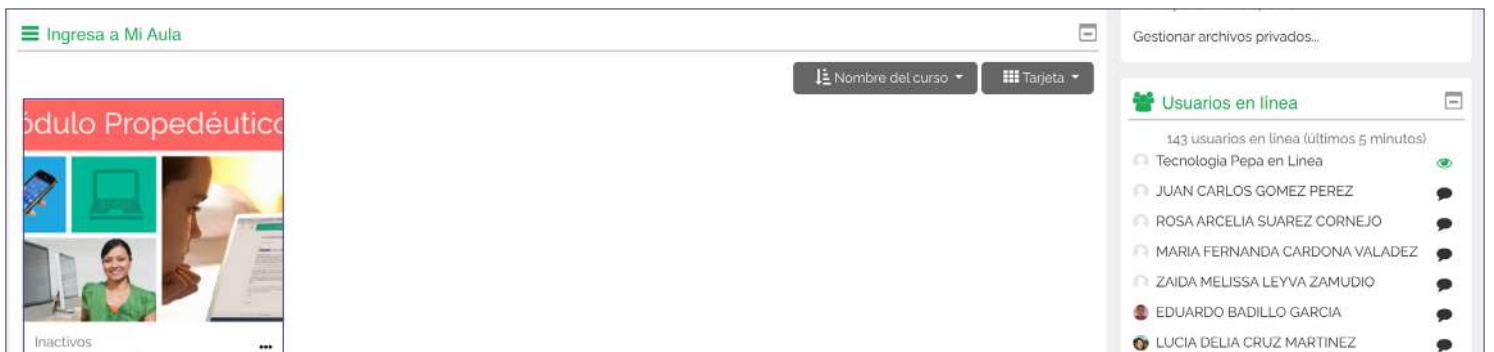 Ingresa a Mi Aula
Nombre del curso
Tarjeta
ódulo Propedéutico
Inactivos
Gestionar archivos privados...
Usuarios en línea
143 usuarios en línea (últimos 5 minutos)
Tecnologia Pepa en Linea
JUAN CARLOS GOMEZ PEREZ
ROSA ARCELIA SUAREZ CORNEJO
MARIA FERNANDA CARDONA VALADEZ
ZAIDA MELISSA LEYVA ZAMUDIO
EDUARDO BADILLO GARCIA
LUCIA DELIA CRUZ MARTINEZ